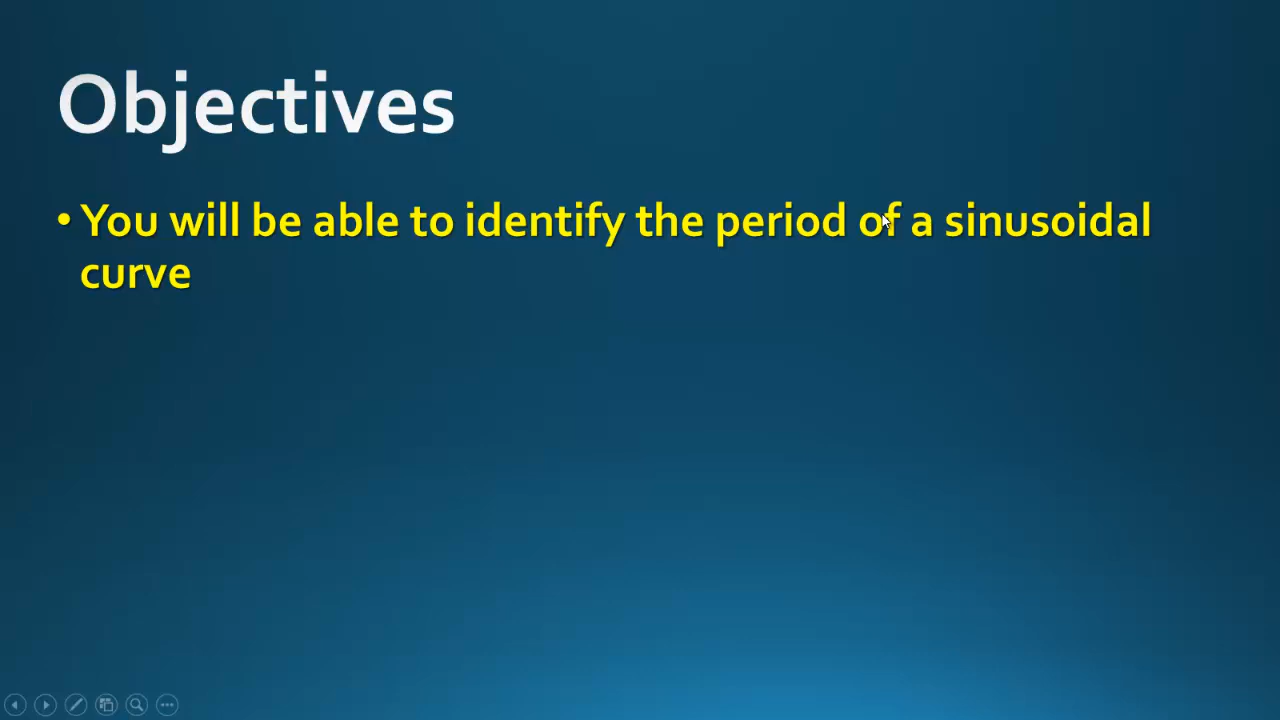 Objectives
• You will be able to identify the period of a sinusoidal
curve